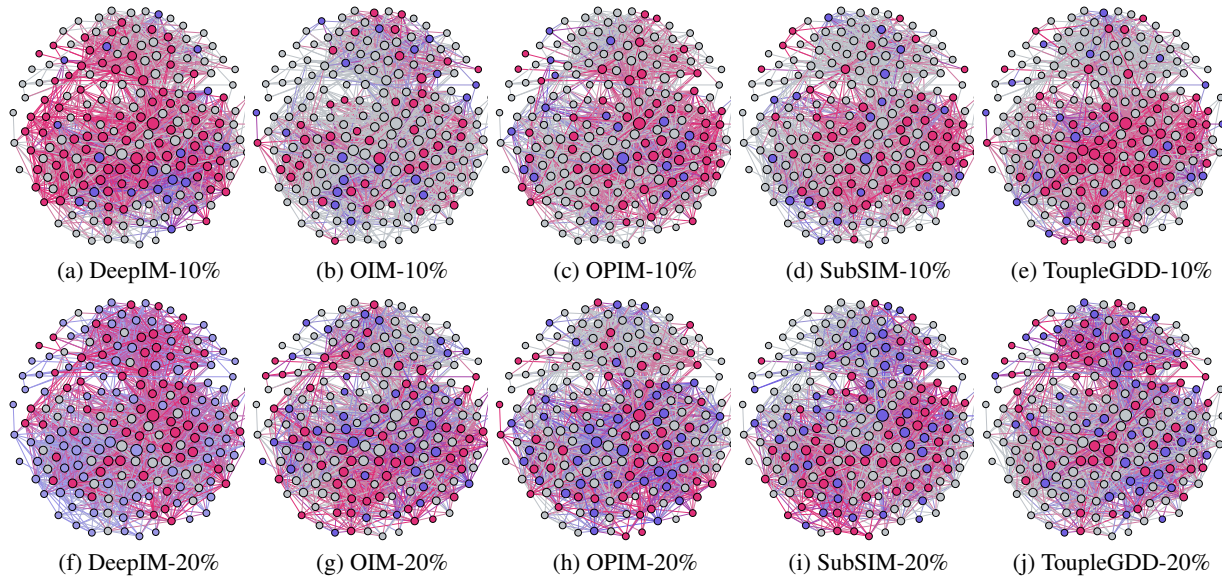 (a) DeepIM-10%
(b) OIM-10%
(c) OPIM-10%
(d) SubSIM-10%
(e) ToupleGDD-10%
(f) DeepIM-20%
(g) OIM-20%
(h) OPIM-20%
(i) SubSIM-20%
(j) ToupleGDD-20%